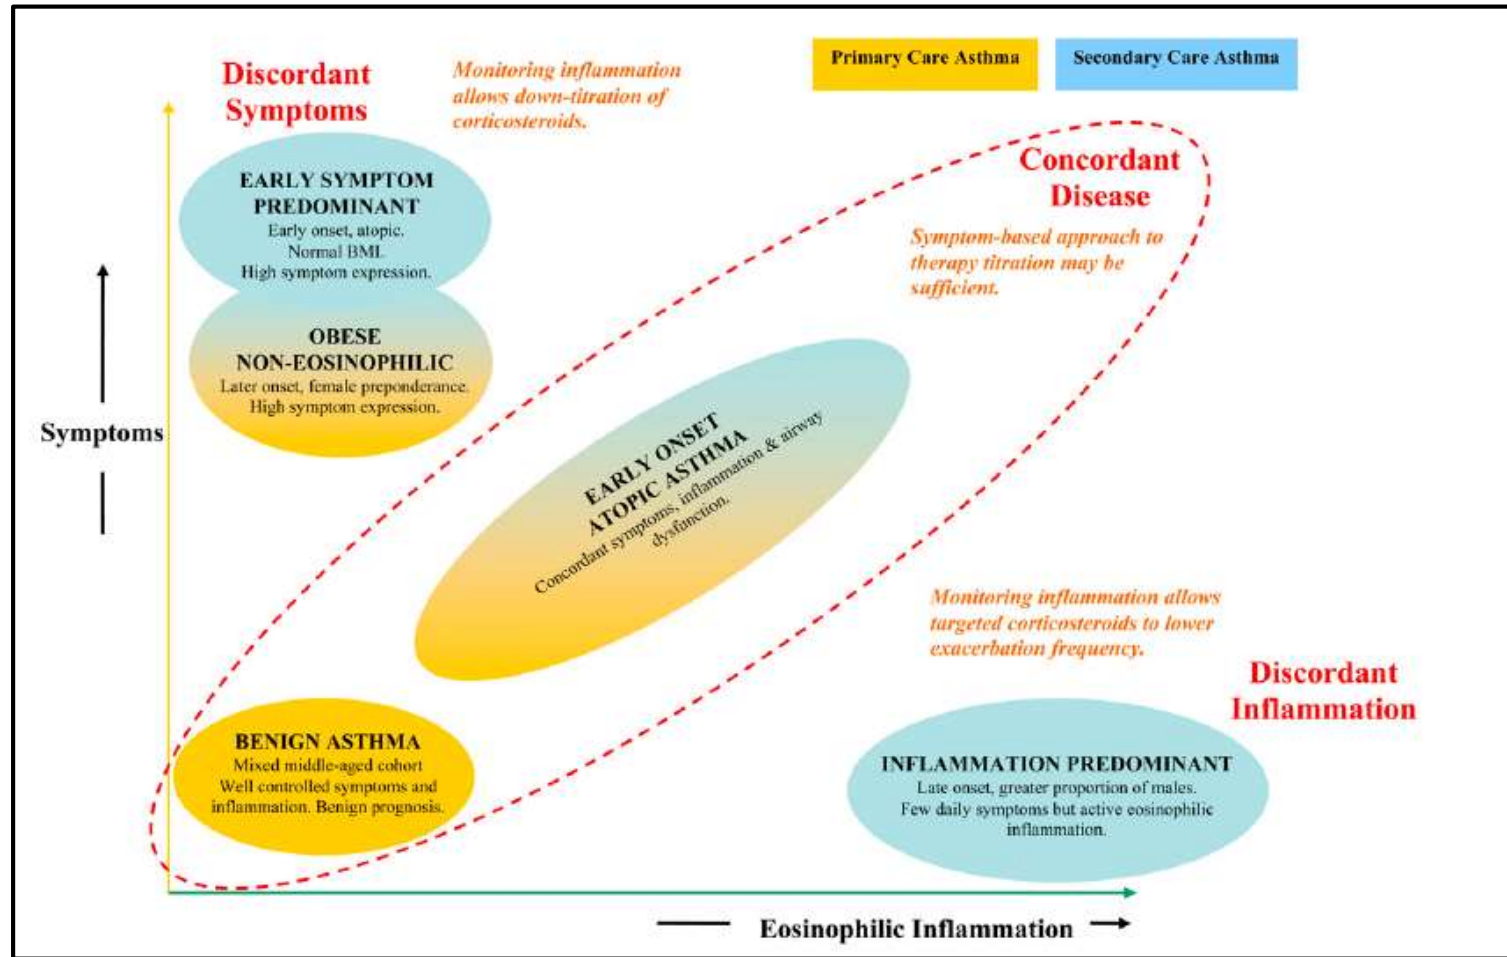 Primary Care Asthma
Secondary Care Asthma
Discordant
Symptoms
Monitoring inflammation
allows down-titration of
corticosteroids.
Concordant
Disease
EARLY SYMPTOM
PREDOMINANT
Early onset, atopic.
Normal BMI.
High symptom expression.
Symptom-based approach to
therapy titration may be
sufficient.
OBESE
NON-EOSINOPHILIC
Later onset, female preponderance.
High symptom expression.
Symptoms
EARLY ONSET
ATOPIC ASTHMA
Concordant symptoms, inflammation & airway
dysfunction.
Monitoring inflammation allows
targeted corticosteroids to lower
exacerbation frequency.
Discordant
Inflammation
BENIGN ASTHMA
Mixed middle-aged cohort
Well controlled symptoms and
inflammation. Benign prognosis.
INFLAMMATION PREDOMINANT
Late onset, greater proportion of males.
Few daily symptoms but active eosinophilic
inflammation.
Eosinophilic Inflammation